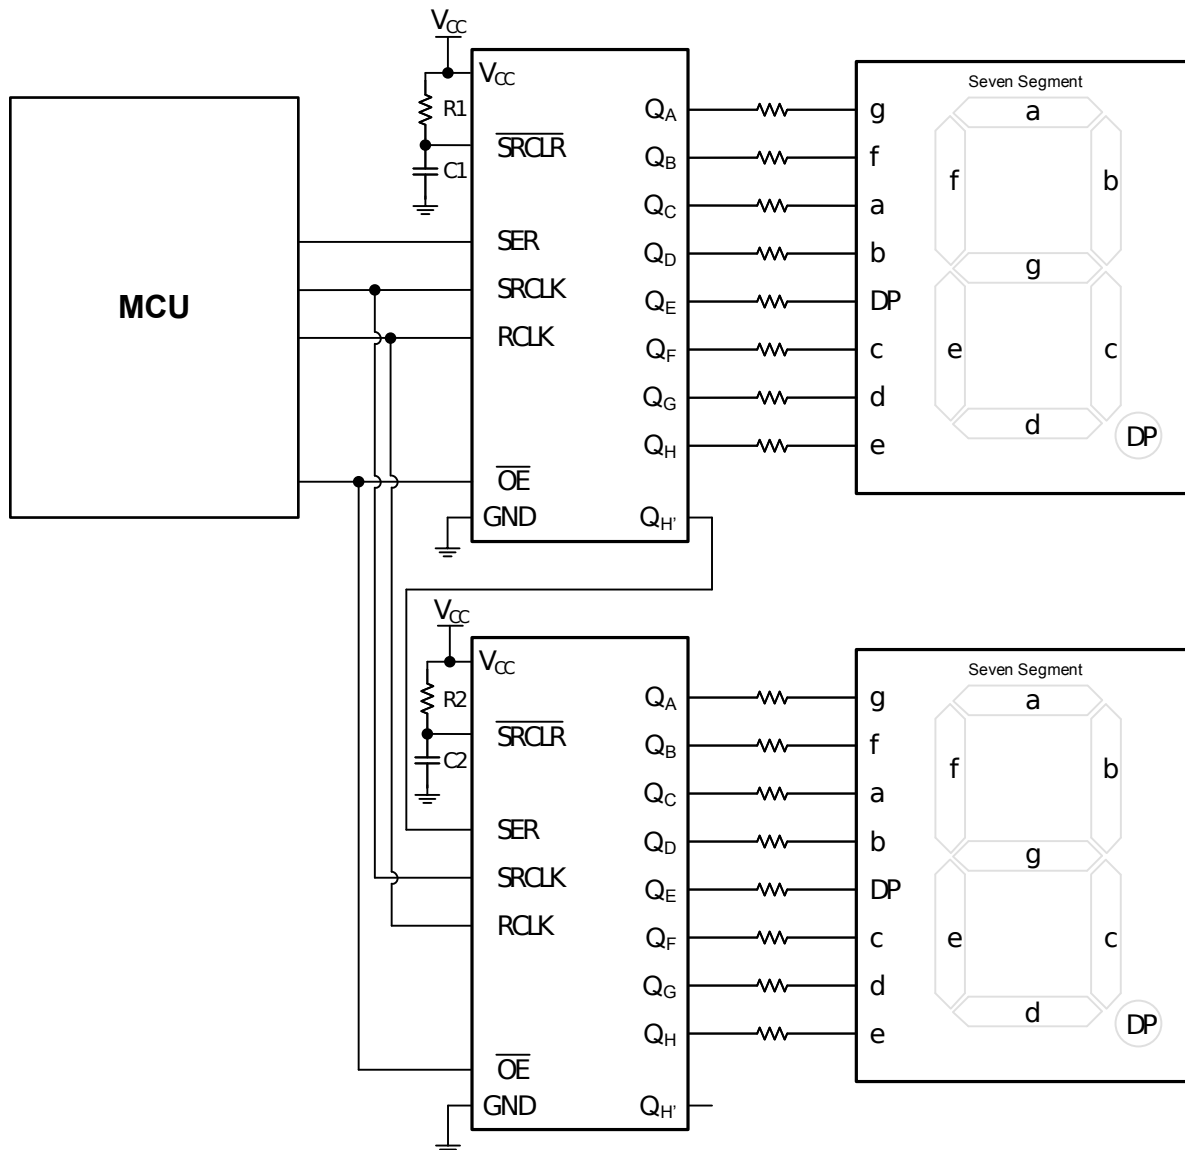 VCC
VCC
R1
SRCLR
C1
SER
SRCLK
RCLK
OE
GND
QA
QB
QC
QD
QE
QF
QG
QH
QH'
MCU
Seven Segment
g
f
a
b
DP
c
d
e
a
f
b
g
e
c
d
DP
VCC
VCC
R2
SRCLR
C2
SER
SRCLK
RCLK
OE
GND
QA
QB
QC
QD
QE
QF
QG
QH
QH'
Seven Segment
g
f
a
b
DP
c
d
e
a
f
b
g
e
c
d
DP